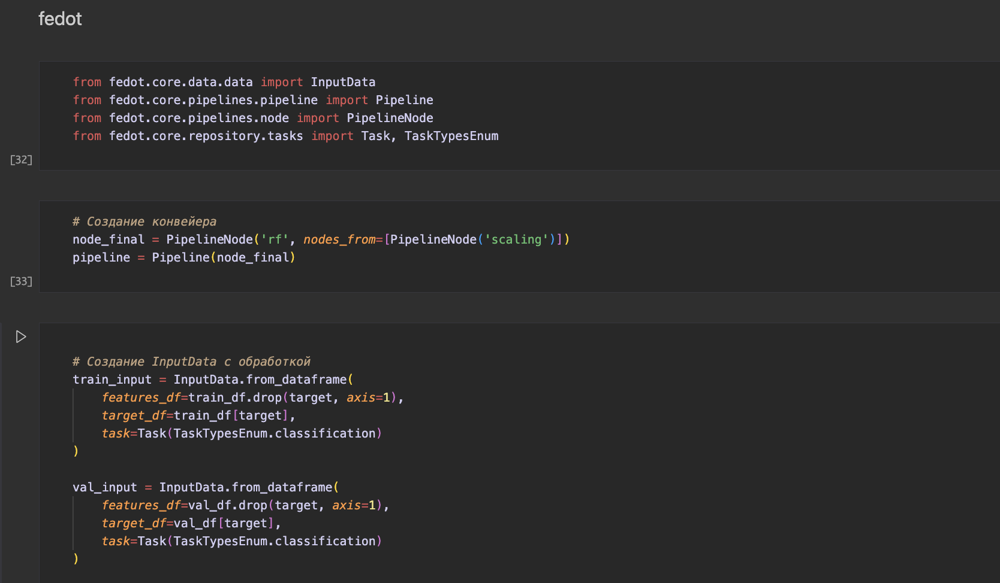 fedot
from fedot.core.data.data import InputData
from fedot.core.pipelines.pipeline import Pipeline
from fedot.core.pipelines.node import PipelineNode
from fedot.core.repository.tasks import Task, TaskTypesEnum
[32]
# Создание конвейера
node_final = PipelineNode('rf', nodes_from=[PipelineNode('scaling')])
pipeline = Pipeline(node_final)
[33]
# Создание InputData с обработкой
train_input = InputData.from_dataframe(
    features_df=train_df.drop(target, axis=1),
    target_df=train_df[target],
    task=Task(TaskTypesEnum.classification)
)
val_input = InputData.from_dataframe(
    features_df=val_df.drop(target, axis=1),
    target_df=val_df[target],
    task=Task(TaskTypesEnum.classification)
)